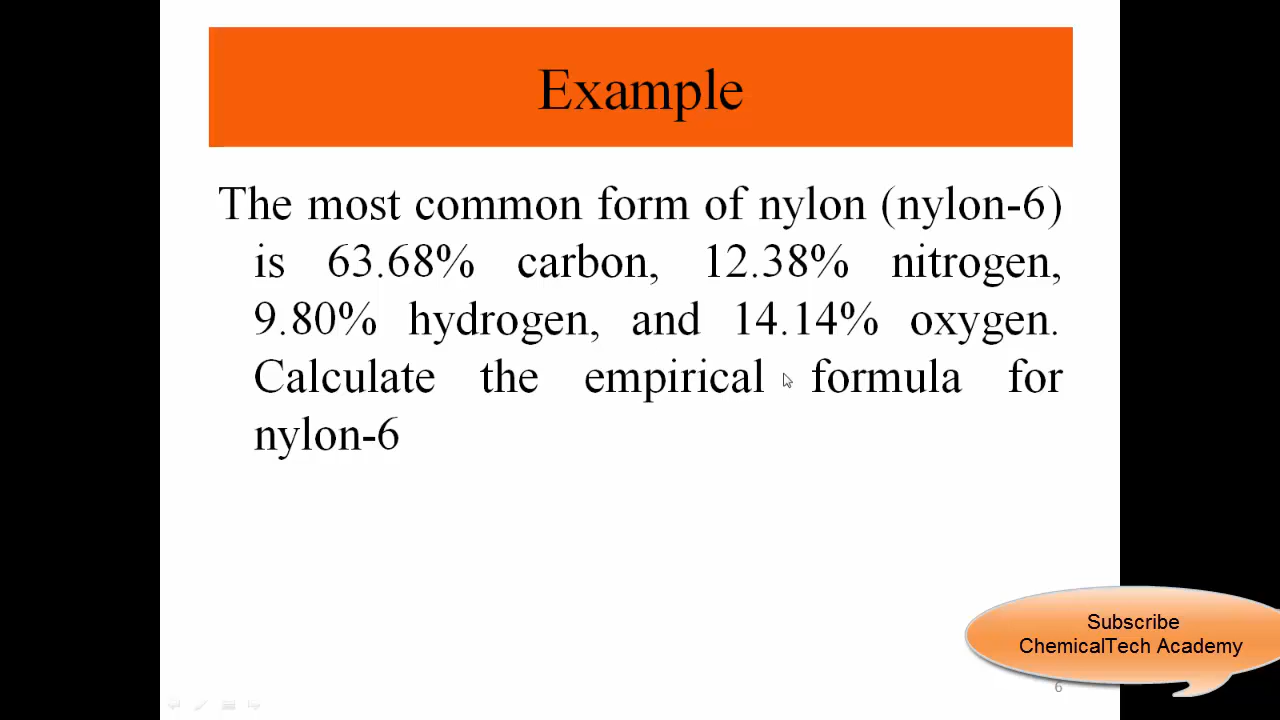 Example
The most common form of nylon (nylon-6)
is 63.68% carbon, 12.38% nitrogen,
9.80% hydrogen, and 14.14% oxygen.
Calculate the empirical formula for
nylon-6
Subscribe
ChemicalTech Academy
6